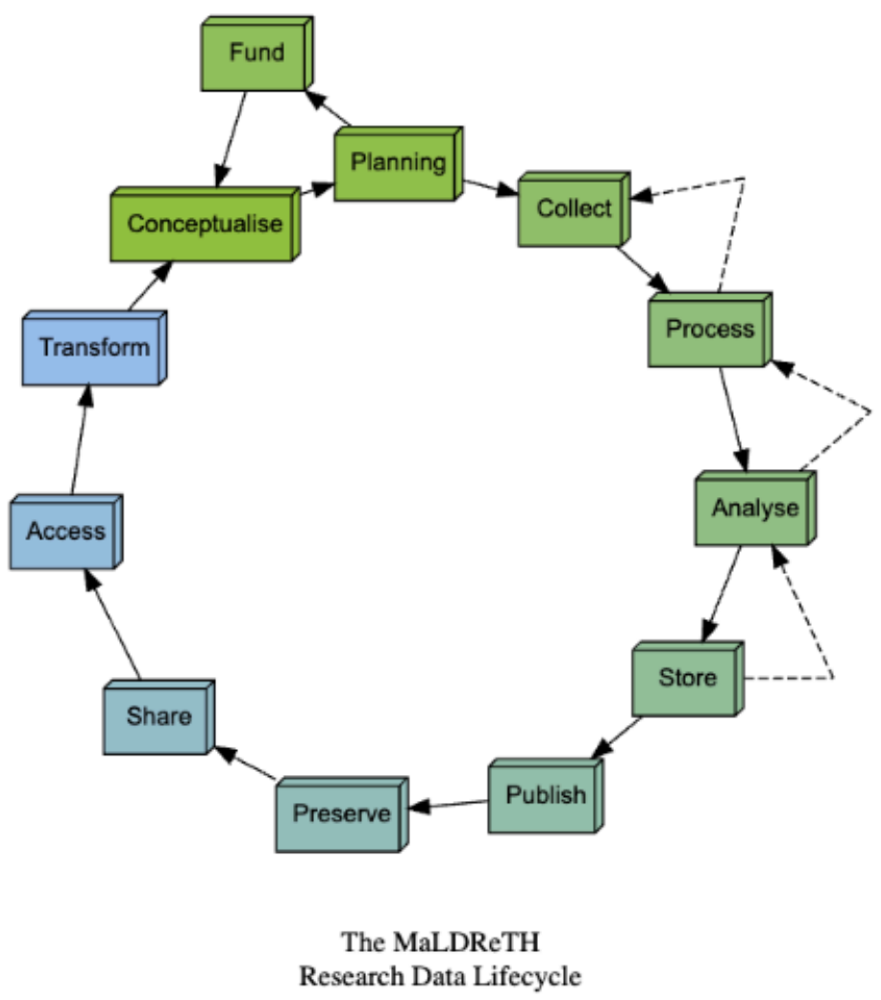 Fund
Planning
Conceptualise
Collect
Transform
Process
Access
Analyse
Store
Share
Publish
Preserve
The MaLDReTH
Research Data Lifecycle